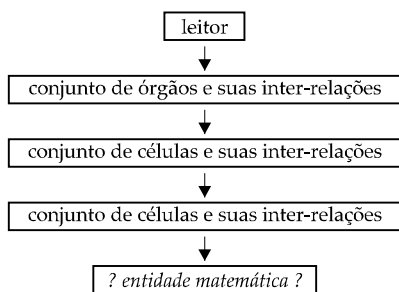 leitor
conjunto de órgãos e suas inter-relações
conjunto de células e suas inter-relações
conjunto de células e suas inter-relações
? entidade matemática ?